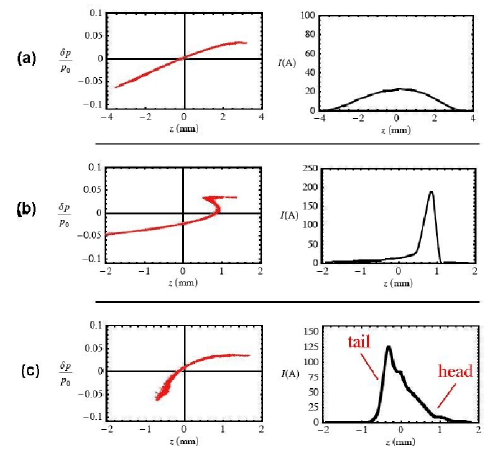 (a)
δp
p₀
0.1
0.05
0
−0.05
−0.1
−4 −2 0 2 4
z (mm)
I(A)
100
80
60
40
20
0
−4 −2 0 2 4
z (mm)
(b)
δp
p₀
0.1
0.05
0
−0.05
−0.1
−2 −1 0 1 2
z (mm)
I(A)
250
200
150
100
50
0
−2 −1 0 1 2
z (mm)
(c)
δp
p₀
0.1
0.05
0
−0.05
−0.1
−2 −1 0 1 2
z (mm)
I(A)
150
125
100
75
50
25
0
tail
head
−2 −1 0 1 2
z (mm)